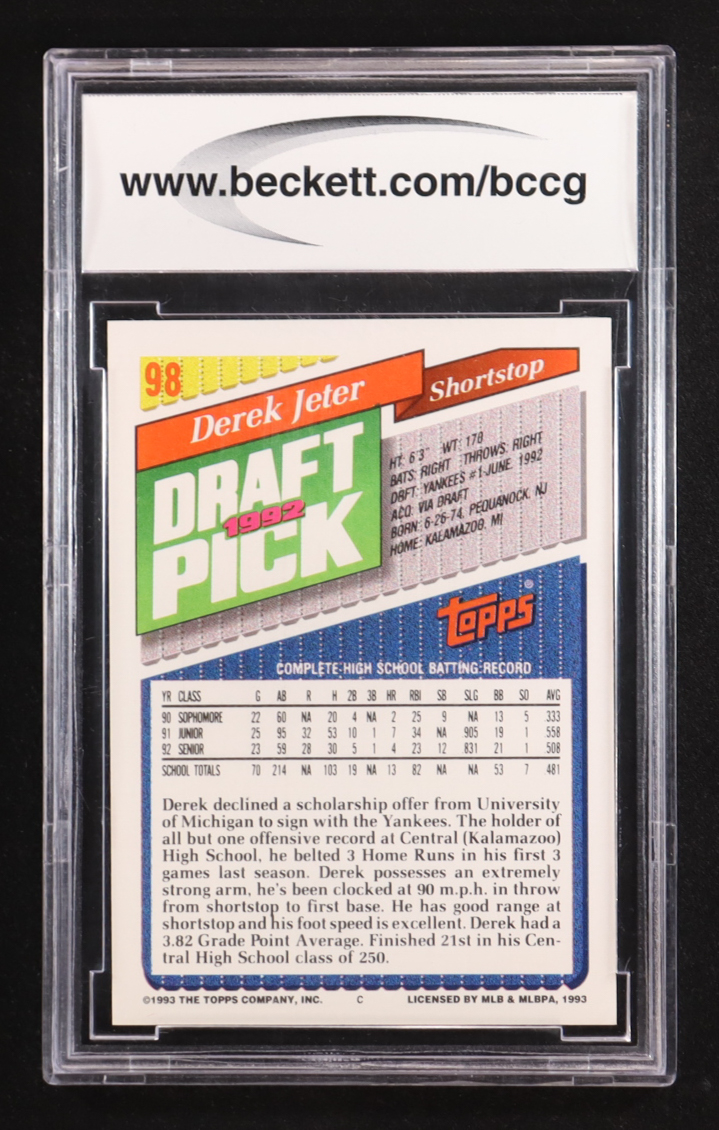 www.beckett.com/bccg
98
Derek Jeter
Shortstop
DRAFT
1992
PICK
HT: 6'3" WT: 178
BATS: RIGHT THROWS: RIGHT
DRFT: YANKEES #1-JUNE, 1992
ACQ: VIA DRAFT
BORN: 6-26-74, PEQUANOCK, NJ
HOME: KALAMAZOO, MI
TOPPS®
COMPLETE HIGH SCHOOL BATTING RECORD
YR CLASS G AB R H 2B 3B HR RBI SB SLG BB SO AVG
90 SOPHOMORE 22 60 NA 20 4 NA 2 25 9 NA 13 5 .333
91 JUNIOR 25 95 32 53 10 1 7 34 NA .905 19 1 .558
92 SENIOR 23 59 28 30 5 1 4 23 12 .831 21 1 .508
SCHOOL TOTALS 70 214 NA 103 19 NA 13 82 NA NA 53 7 .481
Derek declined a scholarship offer from University
of Michigan to sign with the Yankees. The holder of
all but one offensive record at Central (Kalamazoo)
High School, he belted 3 Home Runs in his first 3
games last season. Derek possesses an extremely
strong arm, he's been clocked at 90 m.p.h. in throw
from shortstop to first base. He has good range at
shortstop and his foot speed is excellent. Derek had a
3.82 Grade Point Average. Finished 21st in his Cen-
tral High School class of 250.
©1993 THE TOPPS COMPANY, INC. C LICENSED BY MLB & MLBPA, 1993